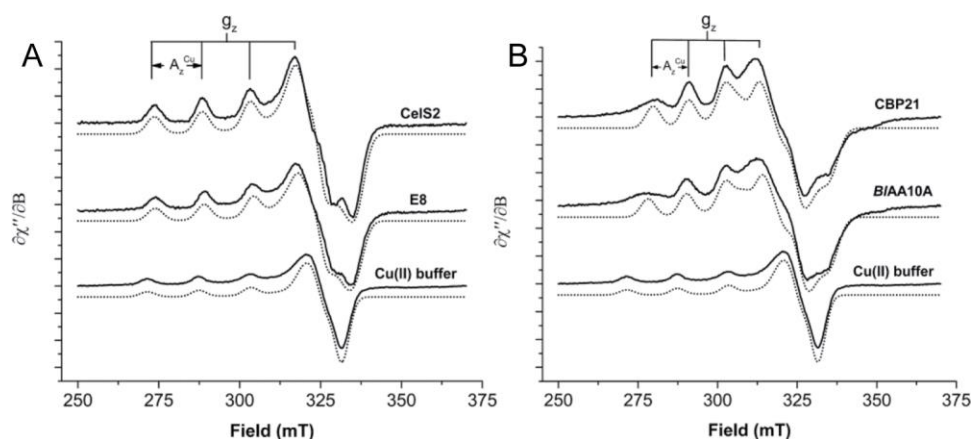 A
g_z
A_z^Cu
CelS2
E8
Cu(II) buffer
∂χ''/∂B
250 275 300 325 350 375
Field (mT)
B
g_z
A_z^Cu
CBP21
BlAA10A
Cu(II) buffer
∂χ''/∂B
250 275 300 325 350 375
Field (mT)